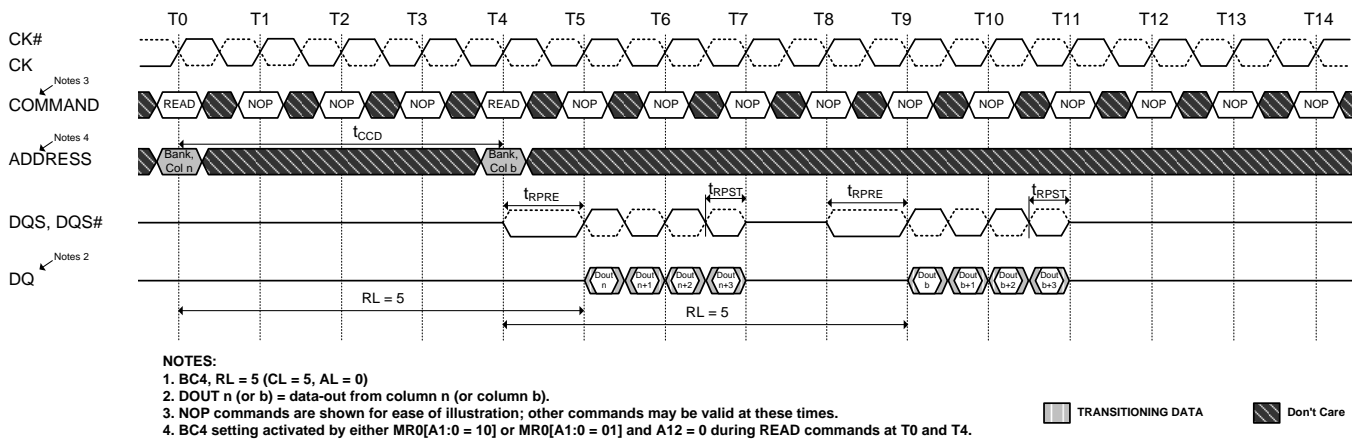 T0 T1 T2 T3 T4 T5 T6 T7 T8 T9 T10 T11 T12 T13 T14
CK#
CK
Notes 3
COMMAND
READ NOP NOP NOP READ NOP NOP NOP NOP NOP NOP NOP NOP NOP NOP
tCCD
Notes 4
ADDRESS
Bank, Col n
Bank, Col b
tRPRE tRPST tRPRE tRPST
DQS, DQS#
Notes 2
DQ
Dout n Dout n+1 Dout n+2 Dout n+3 Dout b Dout b+1 Dout b+2 Dout b+3
RL = 5
RL = 5
NOTES:
1. BC4, RL = 5 (CL = 5, AL = 0)
2. DOUT n (or b) = data-out from column n (or column b).
3. NOP commands are shown for ease of illustration; other commands may be valid at these times.
4. BC4 setting activated by either MR0[A1:0 = 10] or MR0[A1:0 = 01] and A12 = 0 during READ commands at T0 and T4.
TRANSITIONING DATA
Don't Care